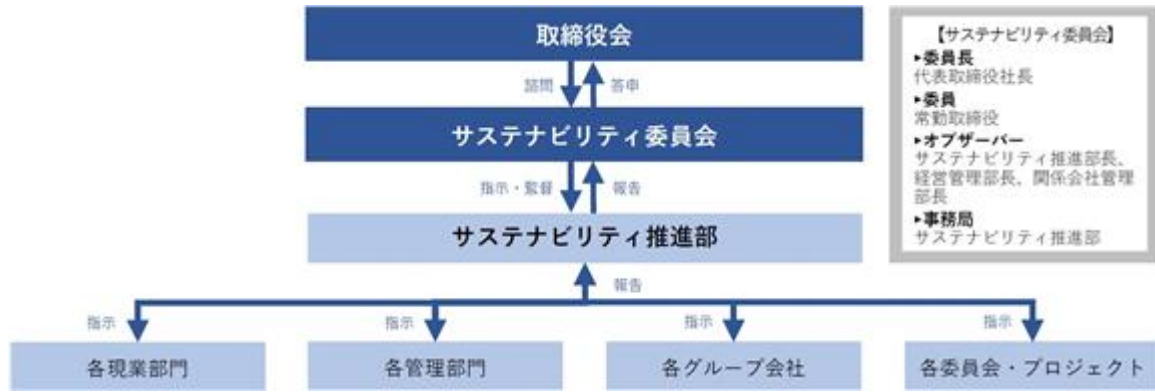 取締役会
諮問
答申
サステナビリティ委員会
指示・監督
報告
サステナビリティ推進部
報告
指示
指示
指示
指示
各現業部門
各管理部門
各グループ会社
各委員会・プロジェクト
【サステナビリティ委員会】
▸委員長
代表取締役社長
▸委員
常勤取締役
▸オブザーバー
サステナビリティ推進部長、
経営管理部長、関係会社管理
部長
▸事務局
サステナビリティ推進部